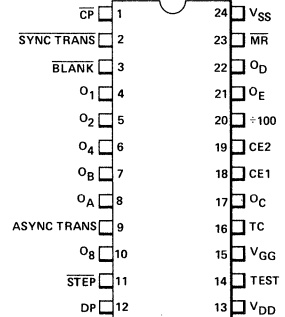 CP 1 24 VSS
SYNC TRANS 2 23 MR
BLANK 3 22 OD
O1 4 21 OE
O2 5 20 ÷100
O4 6 19 CE2
OB 7 18 CE1
OA 8 17 OC
ASYNC TRANS 9 16 TC
O8 10 15 VGG
STEP 11 14 TEST
DP 12 13 VDD